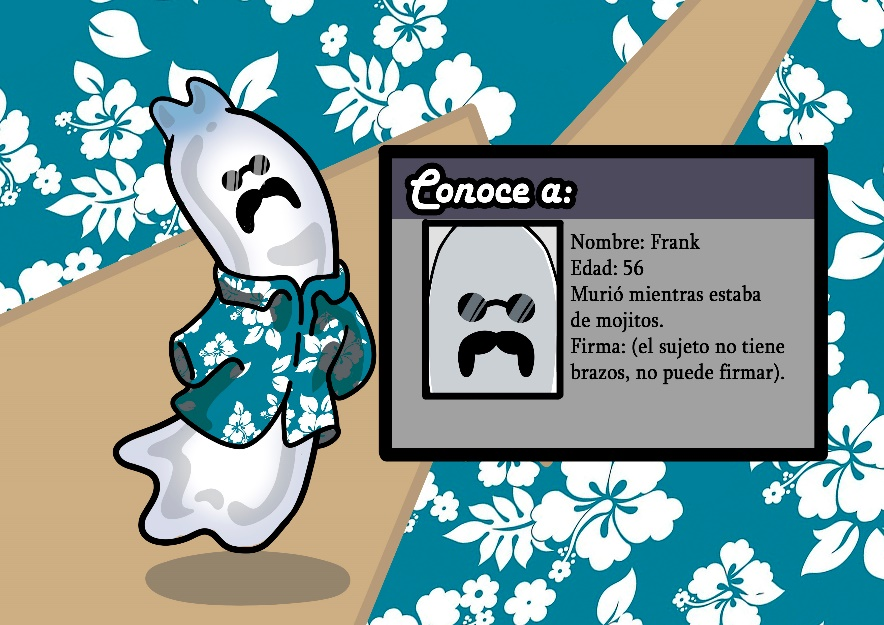 Conoce a:
Nombre: Frank
Edad: 56
Murió mientras estaba
de mojitos.
Firma: (el sujeto no tiene
brazos, no puede firmar).